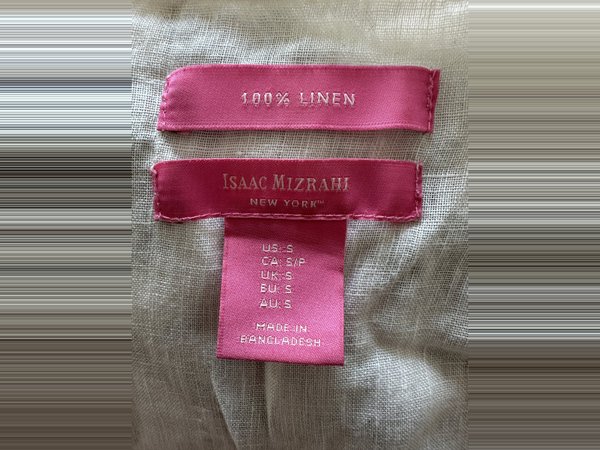 100% LINEN
ISAAC MIZRAHI
NEW YORK™
US: S
CA: S/P
UK: S
EU: S
AU: S
MADE IN
BANGLADESH